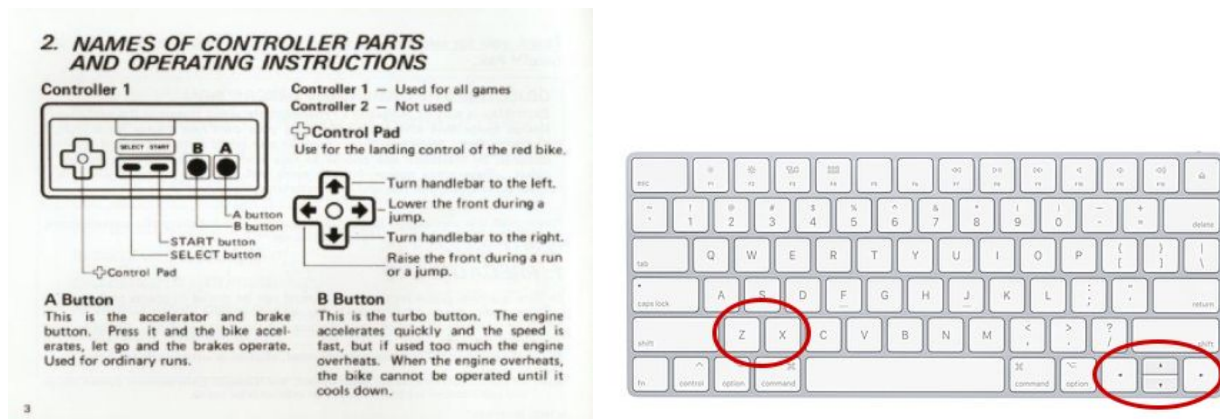 2. NAMES OF CONTROLLER PARTS
AND OPERATING INSTRUCTIONS
Controller 1
SELECT START
B A
A button
B button
START button
SELECT button
Control Pad
Controller 1 — Used for all games
Controller 2 — Not used
Control Pad
Use for the landing control of the red bike.
Turn handlebar to the left.
Lower the front during a
jump.
Turn handlebar to the right.
Raise the front during a run
or a jump.
A Button
This is the accelerator and brake
button. Press it and the bike accel-
erates, let go and the brakes operate.
Used for ordinary runs.
B Button
This is the turbo button. The engine
accelerates quickly and the speed is
fast, but if used too much the engine
overheats. When the engine overheats,
the bike cannot be operated until it
cools down.
3
esc F1 F2 F3 F4
~ ! @ # $ % ^ & * ( ) - +
` 1 2 3 4 5 6 7 8 9 0 = delete
tab Q W E R T Y U I O P { [ } ] | \
caps lock A S D F G H J K L : ; " ' return
shift Z X C V B N M < , > . ? / shift
fn control option command command option